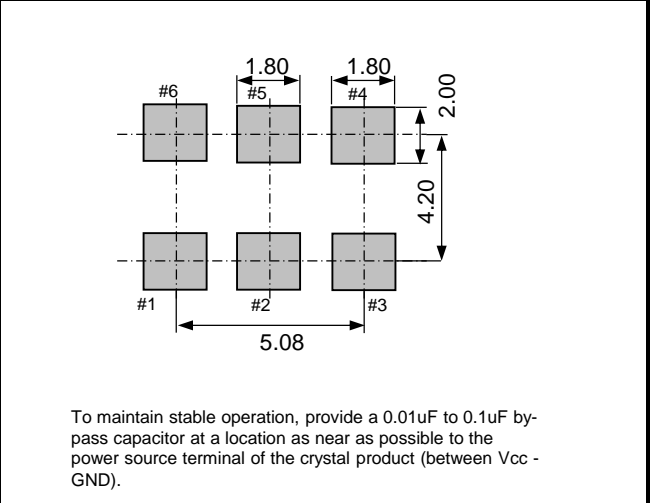 1.80 1.80
#6 #5 #4
2.00
4.20
#1 #2 #3
5.08
To maintain stable operation, provide a 0.01uF to 0.1uF by-
pass capacitor at a location as near as possible to the
power source terminal of the crystal product (between Vcc -
GND).